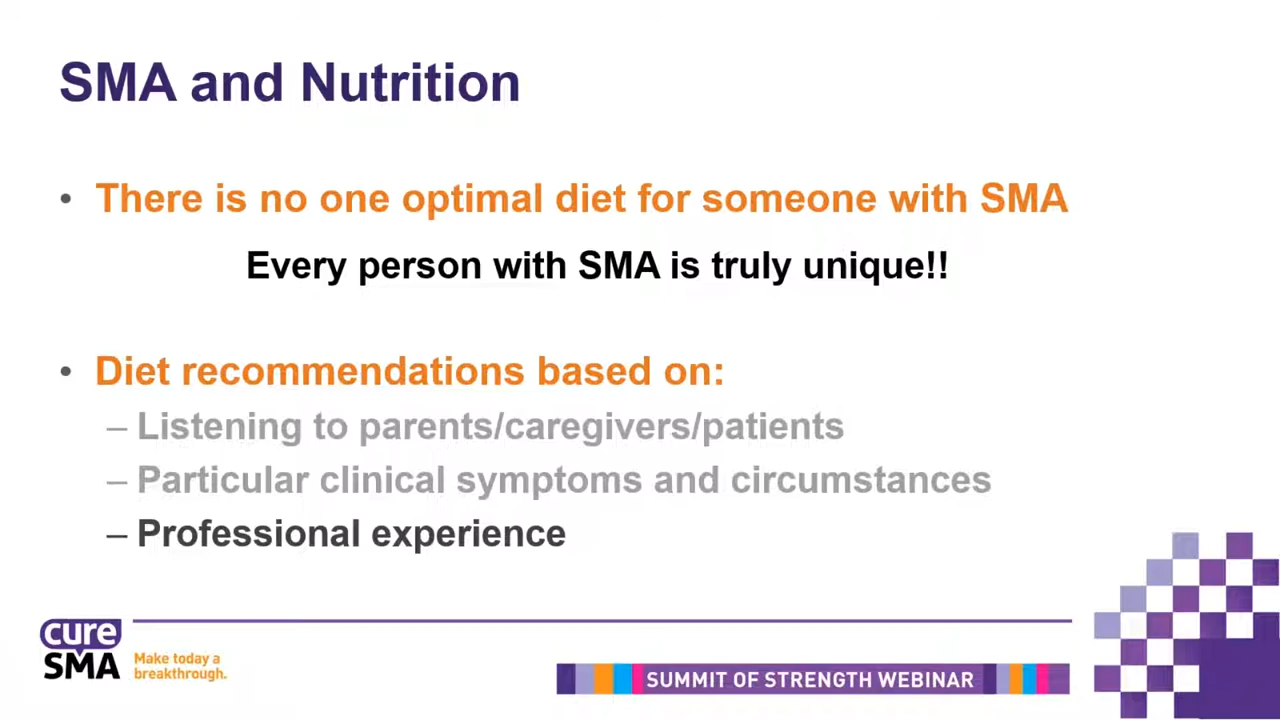 SMA and Nutrition
• There is no one optimal diet for someone with SMA
Every person with SMA is truly unique!!
• Diet recommendations based on:
– Listening to parents/caregivers/patients
– Particular clinical symptoms and circumstances
– Professional experience
cure
SMA
Make today a
breakthrough.
SUMMIT OF STRENGTH WEBINAR